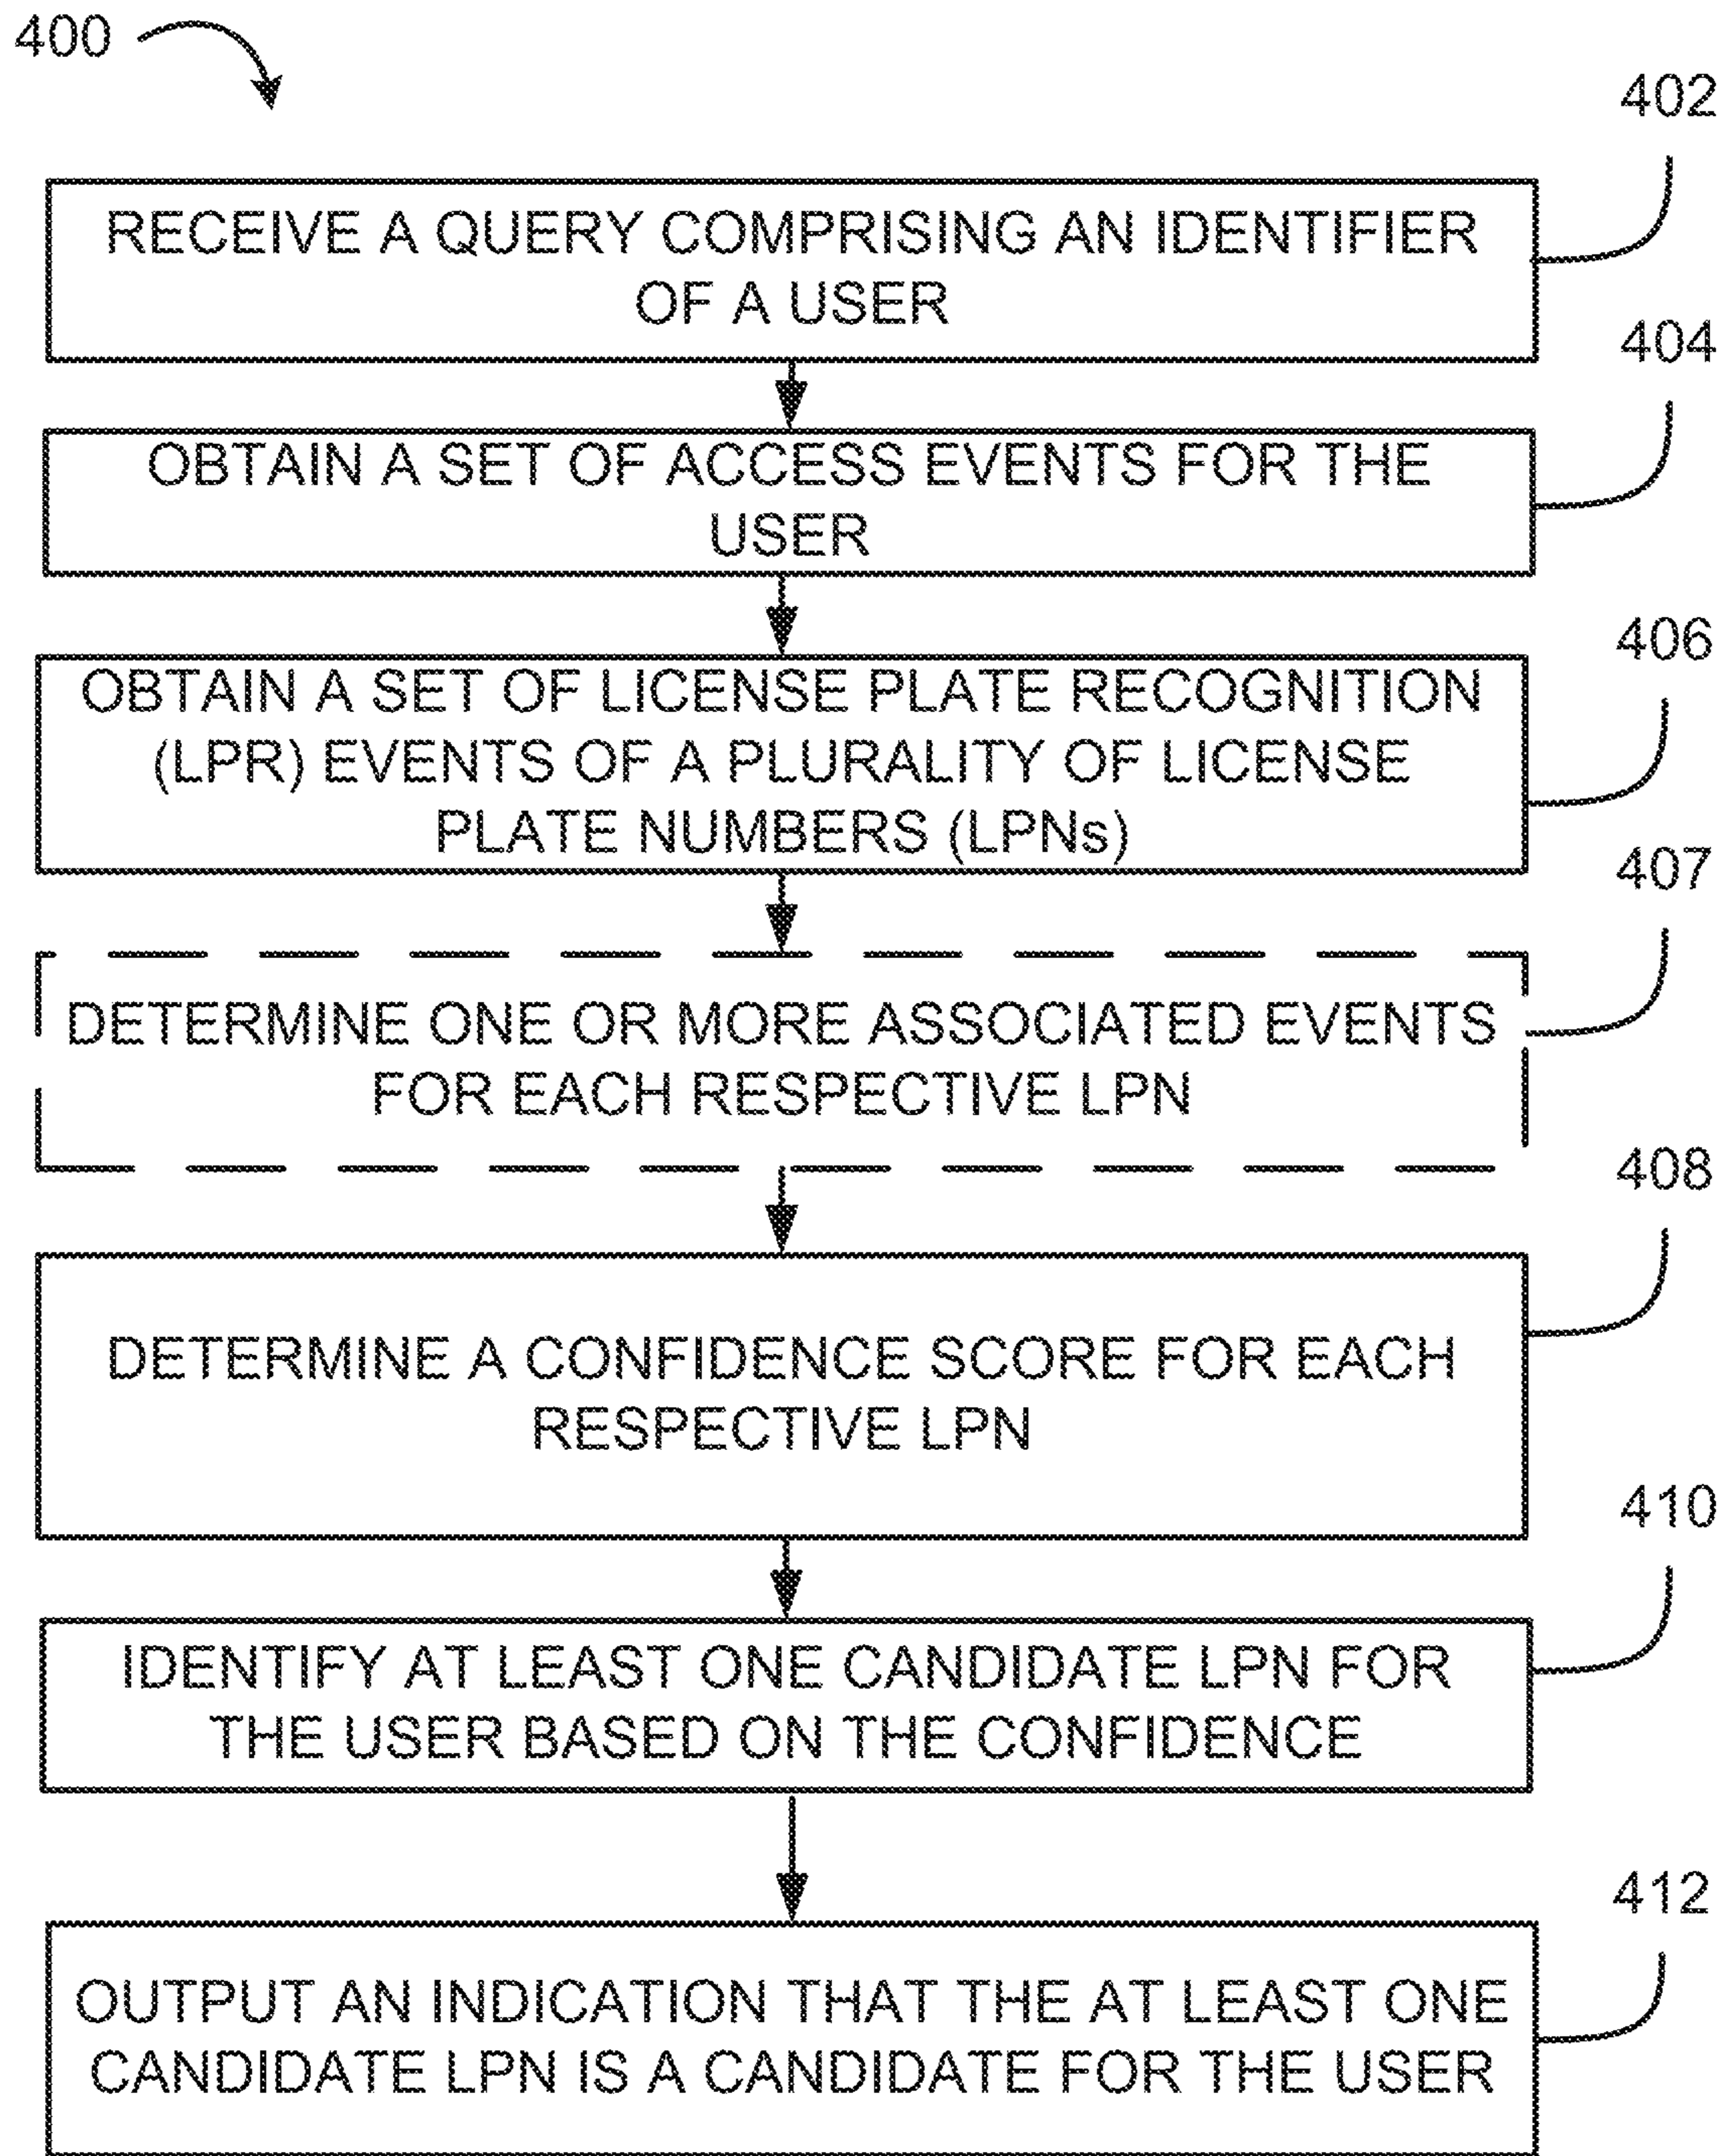 400
402
RECEIVE A QUERY COMPRISING AN IDENTIFIER
OF A USER
404
OBTAIN A SET OF ACCESS EVENTS FOR THE
USER
406
OBTAIN A SET OF LICENSE PLATE RECOGNITION
(LPR) EVENTS OF A PLURALITY OF LICENSE
PLATE NUMBERS (LPNs)
407
DETERMINE ONE OR MORE ASSOCIATED EVENTS
FOR EACH RESPECTIVE LPN
408
DETERMINE A CONFIDENCE SCORE FOR EACH
RESPECTIVE LPN
410
IDENTIFY AT LEAST ONE CANDIDATE LPN FOR
THE USER BASED ON THE CONFIDENCE
412
OUTPUT AN INDICATION THAT THE AT LEAST ONE
CANDIDATE LPN IS A CANDIDATE FOR THE USER